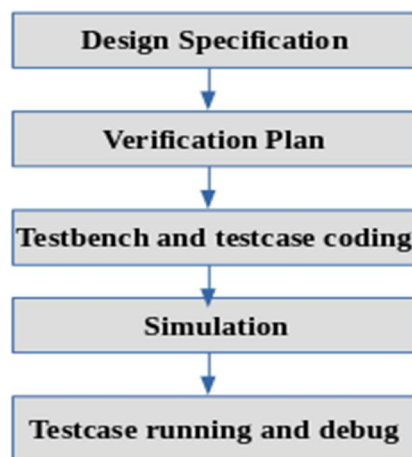 Design Specification
Verification Plan
Testbench and testcase coding
Simulation
Testcase running and debug